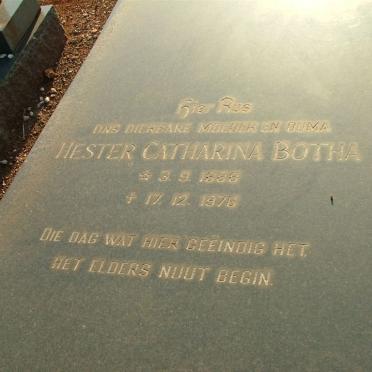 Hier Rus
ONS DIERBARE MOEDER EN OUMA
HESTER CATHARINA BOTHA
✩ 3. 9.
✝ 17. 12. 1976
DIE DAG WAT HIER GEËINDIG HET,
HET ELDERS NUUT BEGIN.